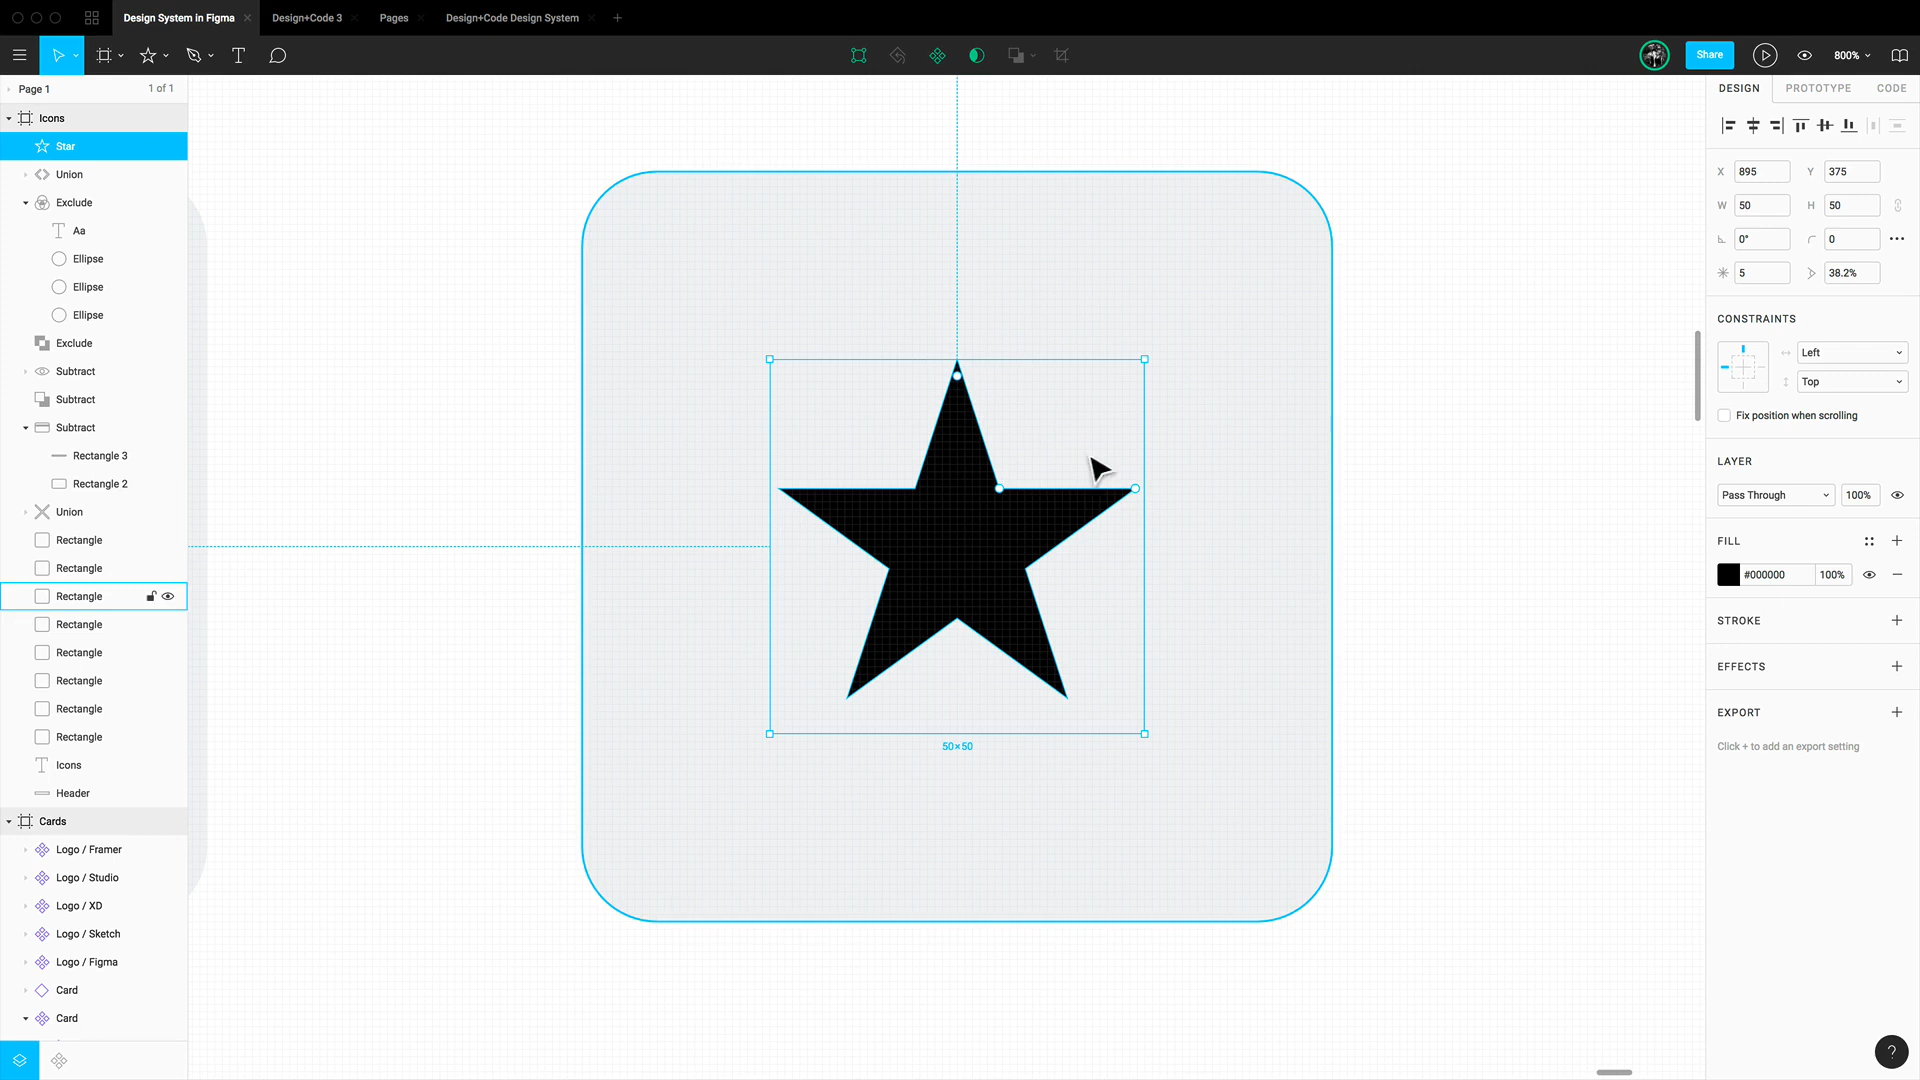 Design System in Figma
Design+Code 3
Pages
Design+Code Design System
Share
800%
Page 1
1 of 1
Icons
Star
Union
Exclude
Aa
Ellipse
Ellipse
Ellipse
Exclude
Subtract
Subtract
Subtract
Rectangle 3
Rectangle 2
Union
Rectangle
Rectangle
Rectangle
Rectangle
Rectangle
Rectangle
Rectangle
Rectangle
Icons
Header
Cards
Logo / Framer
Logo / Studio
Logo / XD
Logo / Sketch
Logo / Figma
Card
Card
50×50
DESIGN
PROTOTYPE
CODE
X 895 Y 375
W 50 H 50
0° 0
5 38.2%
CONSTRAINTS
Left
Top
Fix position when scrolling
LAYER
Pass Through 100%
FILL
#000000 100%
STROKE
EFFECTS
EXPORT
Click + to add an export setting
?